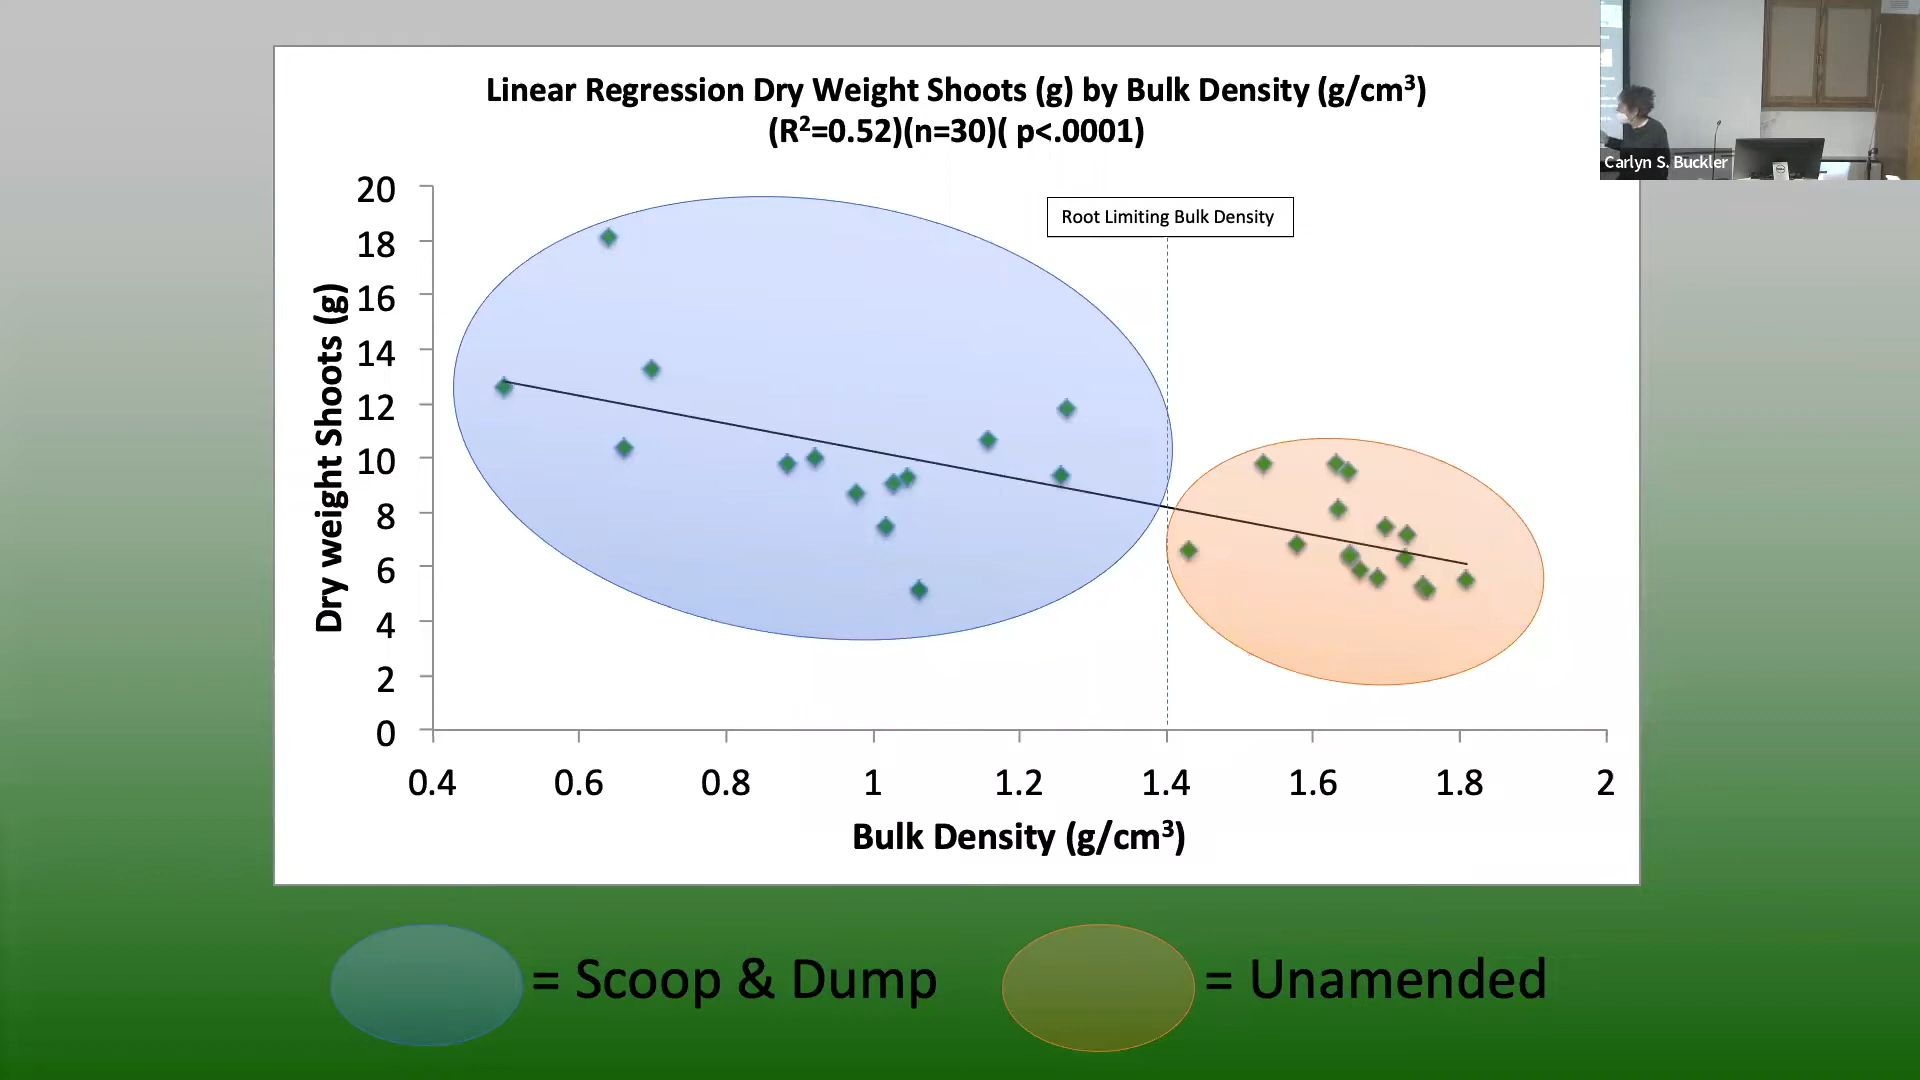 Linear Regression Dry Weight Shoots (g) by Bulk Density (g/cm³)
(R²=0.52)(n=30)( p<.0001)
Carlyn S. Buckler
Root Limiting Bulk Density
Dry weight Shoots (g)
20
18
16
14
12
10
8
6
4
2
0
0.4 0.6 0.8 1 1.2 1.4 1.6 1.8 2
Bulk Density (g/cm³)
= Scoop & Dump = Unamended